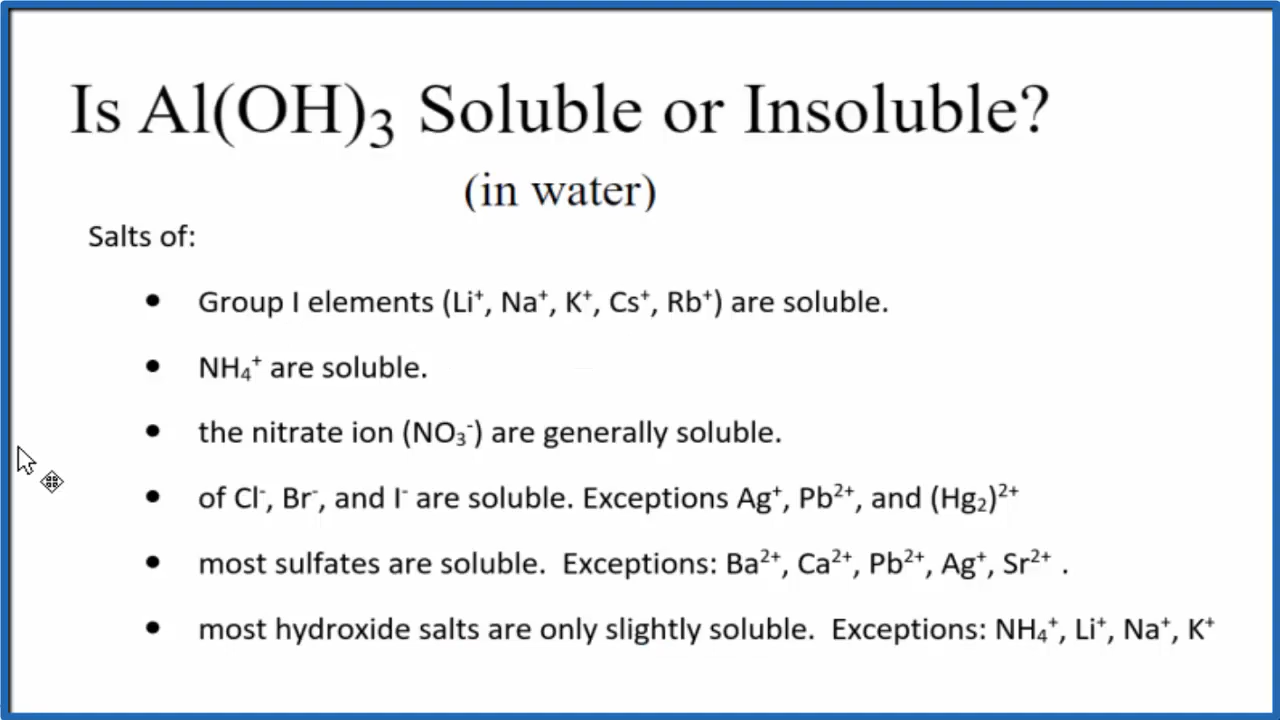 Is Al(OH)₃ Soluble or Insoluble?
(in water)
Salts of:
• Group I elements (Li⁺, Na⁺, K⁺, Cs⁺, Rb⁺) are soluble.
• NH₄⁺ are soluble.
• the nitrate ion (NO₃⁻) are generally soluble.
• of Cl⁻, Br⁻, and I⁻ are soluble. Exceptions Ag⁺, Pb²⁺, and (Hg₂)²⁺
• most sulfates are soluble.  Exceptions: Ba²⁺, Ca²⁺, Pb²⁺, Ag⁺, Sr²⁺ .
• most hydroxide salts are only slightly soluble.  Exceptions: NH₄⁺, Li⁺, Na⁺, K⁺